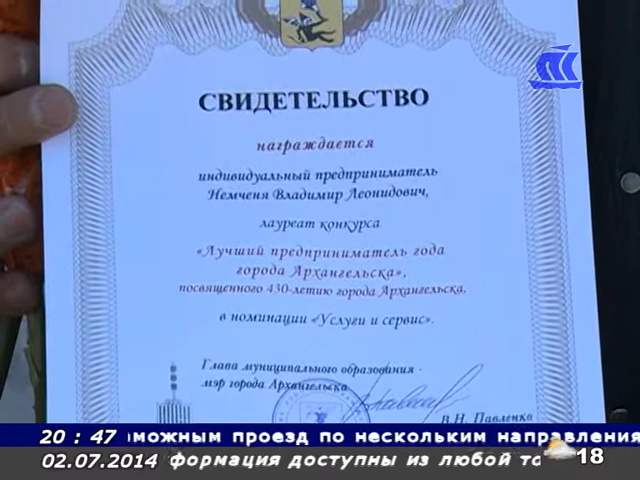 СВИДЕТЕЛЬСТВО
награждается
индивидуальный предприниматель
Немченя Владимир Леонидович,
лауреат конкурса
«Лучший предприниматель года
города Архангельска»,
посвященного 430-летию города Архангельска,
в номинации «Услуги и сервис».
Глава муниципального образования -
мэр города Архангельска
В.Н. Павленко
20 : 47 зможным проезд по нескольким направления
02.07.2014 формация доступны из любой то 18